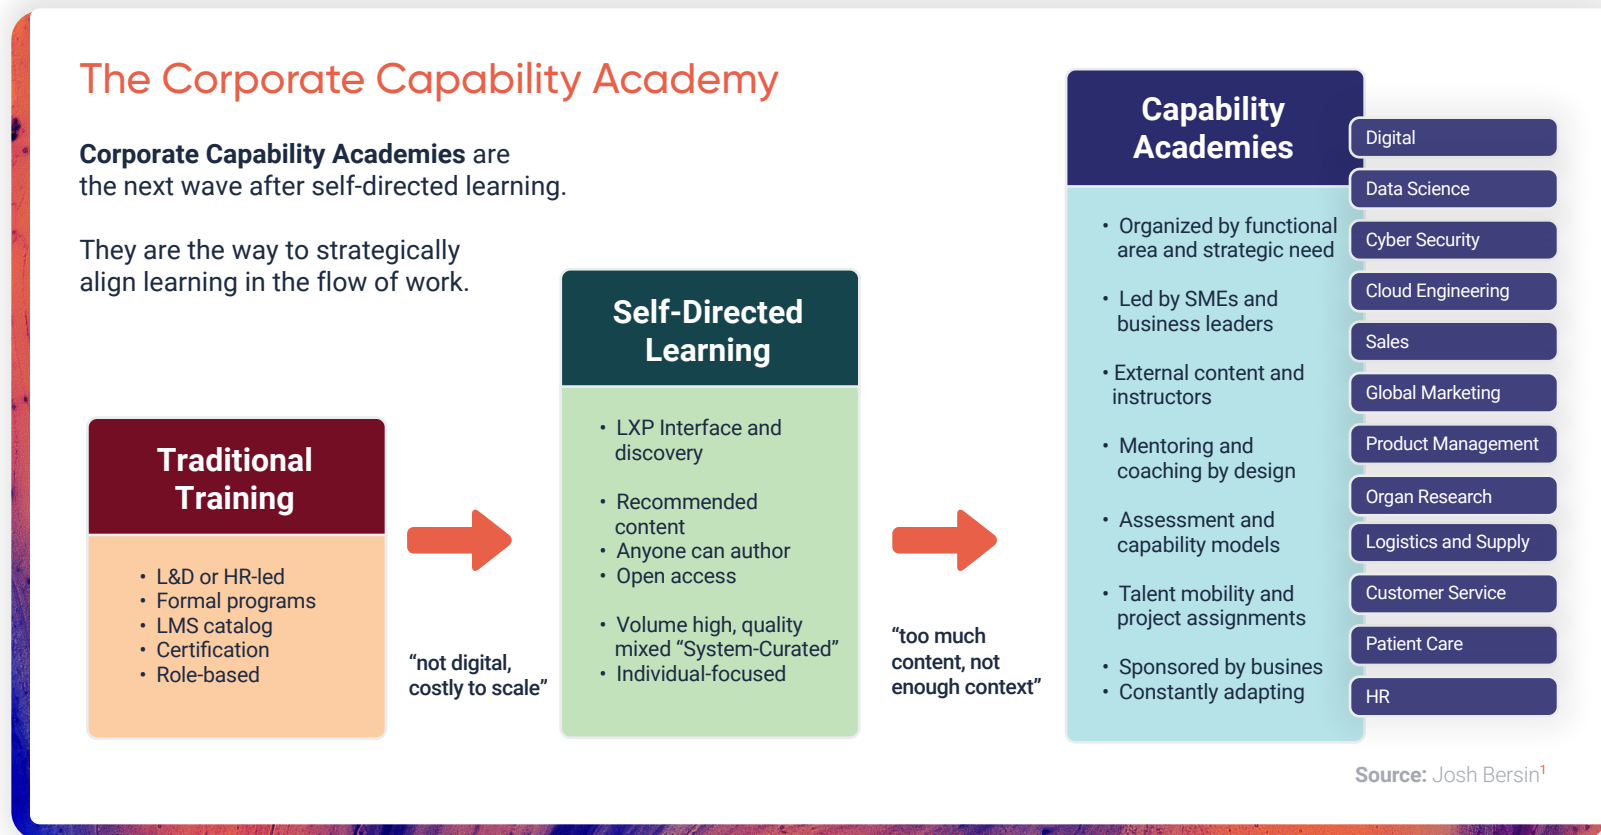 The Corporate Capability Academy
Corporate Capability Academies are
the next wave after self-directed learning.
They are the way to strategically
align learning in the flow of work.
Traditional
Training
• L&D or HR-led
• Formal programs
• LMS catalog
• Certification
• Role-based
“not digital,
costly to scale”
Self-Directed
Learning
• LXP Interface and
discovery
• Recommended
content
• Anyone can author
• Open access
• Volume high, quality
mixed “System-Curated”
• Individual-focused
“too much
content, not
enough context”
Capability
Academies
• Organized by functional
area and strategic need
• Led by SMEs and
business leaders
• External content and
instructors
• Mentoring and
coaching by design
• Assessment and
capability models
• Talent mobility and
project assignments
• Sponsored by busines
• Constantly adapting
Digital
Data Science
Cyber Security
Cloud Engineering
Sales
Global Marketing
Product Management
Organ Research
Logistics and Supply
Customer Service
Patient Care
HR
Source: Josh Bersin¹